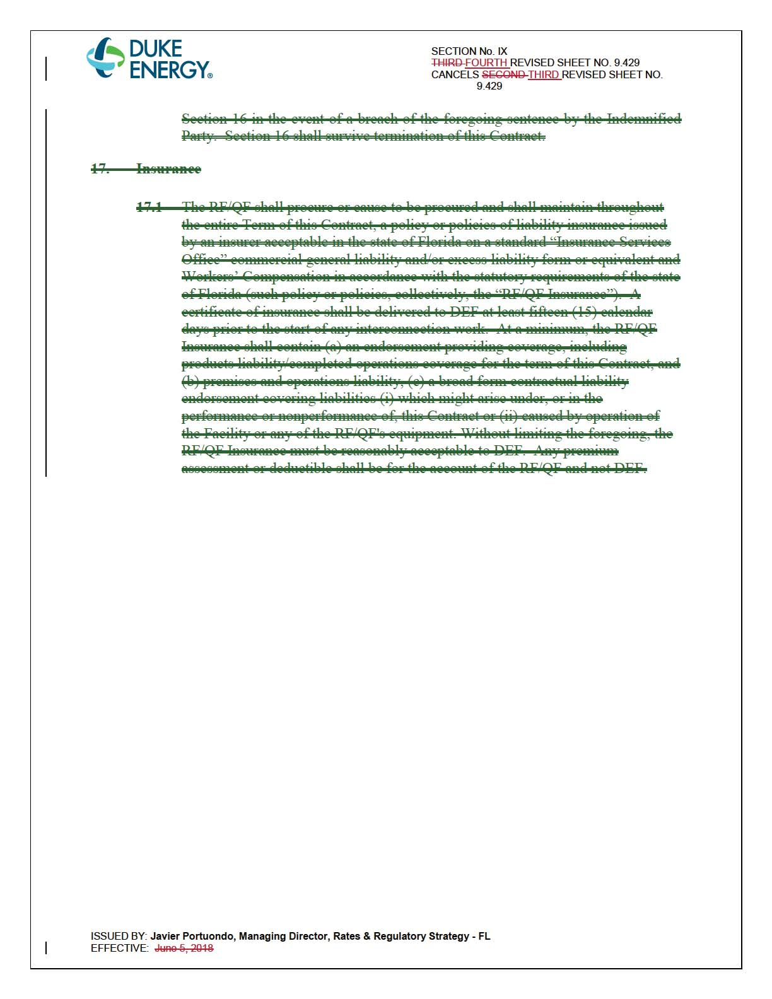 DUKE
ENERGY®
SECTION No. IX
THIRD FOURTH REVISED SHEET NO. 9.429
CANCELS SECOND THIRD REVISED SHEET NO.
9.429
Section 16 in the event of a breach of the foregoing sentence by the Indemnified
Party. Section 16 shall survive termination of this Contract.
17. Insurance
17.1 The RF/QF shall procure or cause to be procured and shall maintain throughout
the entire Term of this Contract, a policy or policies of liability insurance issued
by an insurer acceptable in the state of Florida on a standard “Insurance Services
Office” commercial general liability and/or excess liability form or equivalent and
Workers’ Compensation in accordance with the statutory requirements of the state
of Florida (such policy or policies, collectively, the “RF/QF Insurance”). A
certificate of insurance shall be delivered to DEF at least fifteen (15) calendar
days prior to the start of any interconnection work. At a minimum, the RF/QF
Insurance shall contain (a) an endorsement providing coverage, including
products liability/completed operations coverage for the term of this Contract, and
(b) premises and operations liability, (c) a broad form contractual liability
endorsement covering liabilities (i) which might arise under, or in the
performance or nonperformance of, this Contract or (ii) caused by operation of
the Facility or any of the RF/QF's equipment. Without limiting the foregoing, the
RF/QF Insurance must be reasonably acceptable to DEF. Any premium
assessment or deductible shall be for the account of the RF/QF and not DEF.
ISSUED BY: Javier Portuondo, Managing Director, Rates & Regulatory Strategy - FL
EFFECTIVE: June 5, 2018